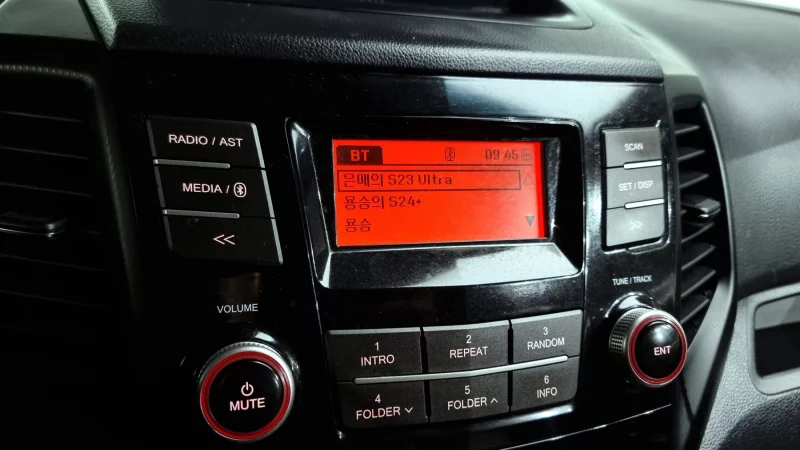 RADIO / AST
MEDIA /
<<
VOLUME
MUTE
BT 09:45
은매의 S23 Ultra
용승의 S24+
용승
1
INTRO
2
REPEAT
3
RANDOM
4
FOLDER
5
FOLDER
6
INFO
SCAN
SET / DISP
>>
TUNE / TRACK
ENT